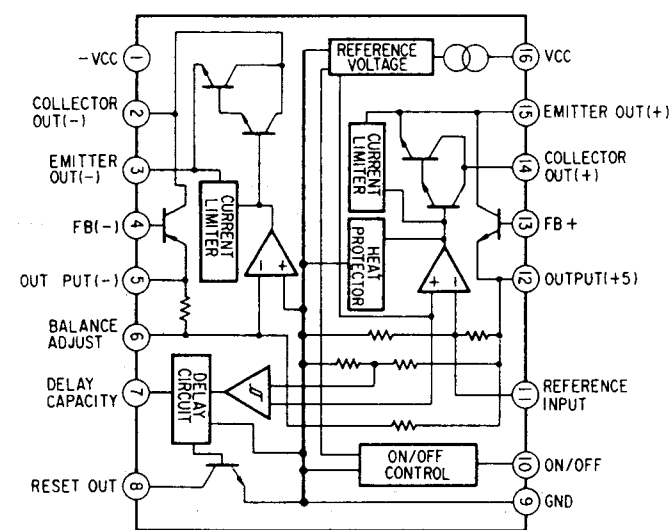 -VCC
1
COLLECTOR
OUT(-)
2
EMITTER
OUT(-)
3
FB(-)
4
OUT PUT(-)
5
BALANCE
ADJUST
6
DELAY
CAPACITY
7
RESET OUT
8
REFERENCE
VOLTAGE
CURRENT
LIMITER
CURRENT
LIMITER
HEAT
PROTECTOR
- +
+ -
DELAY
CIRCUIT
ON/OFF
CONTROL
16
VCC
15
EMITTER OUT(+)
14
COLLECTOR
OUT(+)
13
FB+
12
OUTPUT(+5)
11
REFERENCE
INPUT
10
ON/OFF
9
GND